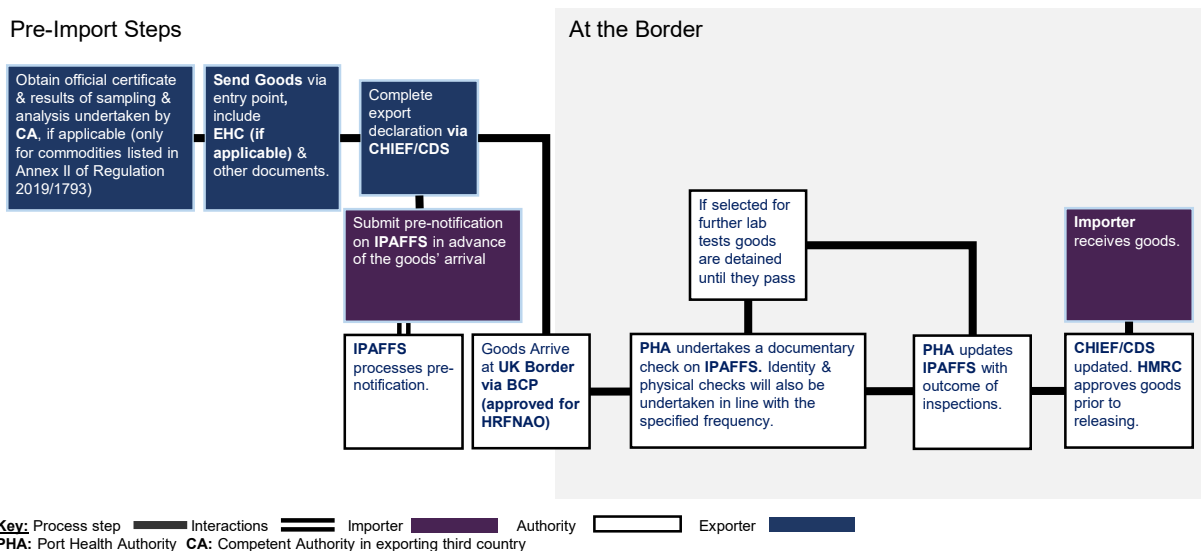 Pre-Import Steps
At the Border
Obtain official certificate
& results of sampling &
analysis undertaken by
CA, if applicable (only
for commodities listed in
Annex II of Regulation
2019/1793)
Send Goods via
entry point,
include
EHC (if
applicable) &
other documents.
Complete
export
declaration via
CHIEF/CDS
Submit pre-notification
on IPAFFS in advance
of the goods' arrival
IPAFFS
processes pre-
notification.
Goods Arrive
at UK Border
via BCP
(approved for
HRFNAO)
If selected for
further lab
tests goods
are detained
until they pass
PHA undertakes a documentary
check on IPAFFS. Identity &
physical checks will also be
undertaken in line with the
specified frequency.
PHA updates
IPAFFS with
outcome of
inspections.
Importer
receives goods.
CHIEF/CDS
updated. HMRC
approves goods
prior to
releasing.
Key: Process step Interactions Importer Authority Exporter
PHA: Port Health Authority CA: Competent Authority in exporting third country